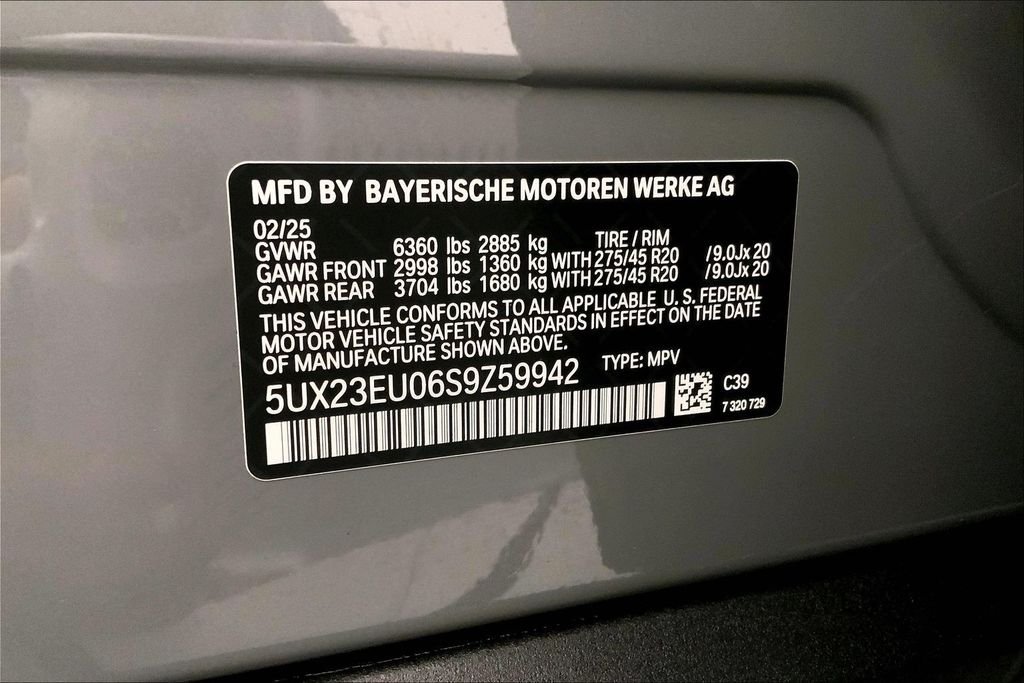 MFD BY BAYERISCHE MOTOREN WERKE AG
02/25
GVWR 6360 lbs 2885 kg TIRE / RIM
GAWR FRONT 2998 lbs 1360 kg WITH 275/45 R20 /9.0Jx 20
GAWR REAR 3704 lbs 1680 kg WITH 275/45 R20 /9.0Jx 20
THIS VEHICLE CONFORMS TO ALL APPLICABLE U. S. FEDERAL
MOTOR VEHICLE SAFETY STANDARDS IN EFFECT ON THE DATE
OF MANUFACTURE SHOWN ABOVE.
5UX23EU06S9Z59942 TYPE: MPV
C39
7 320 729